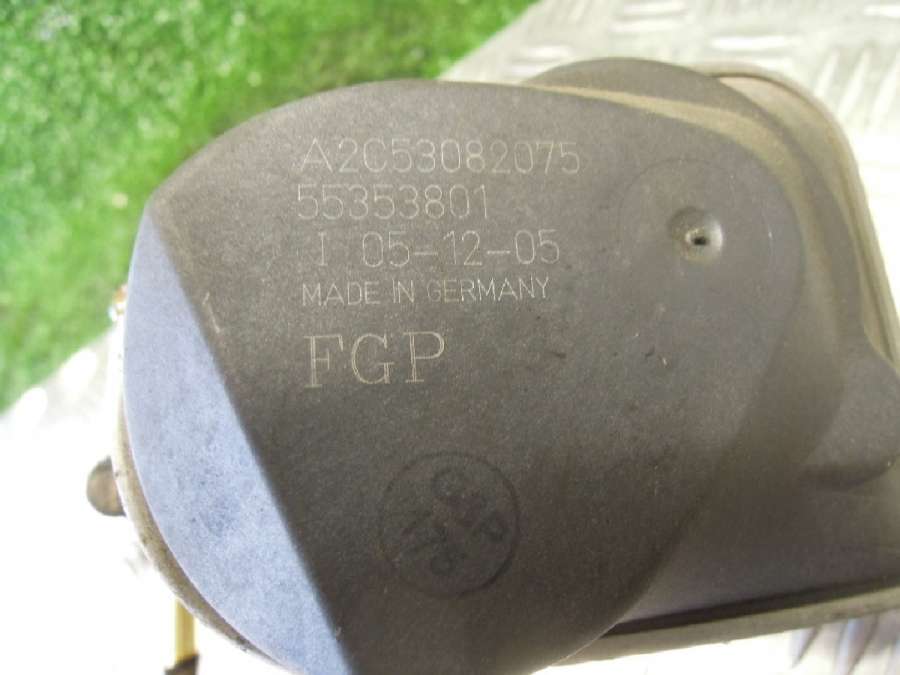 A2C53082075
55353801
I 05-12-05
MADE IN GERMANY
FGP